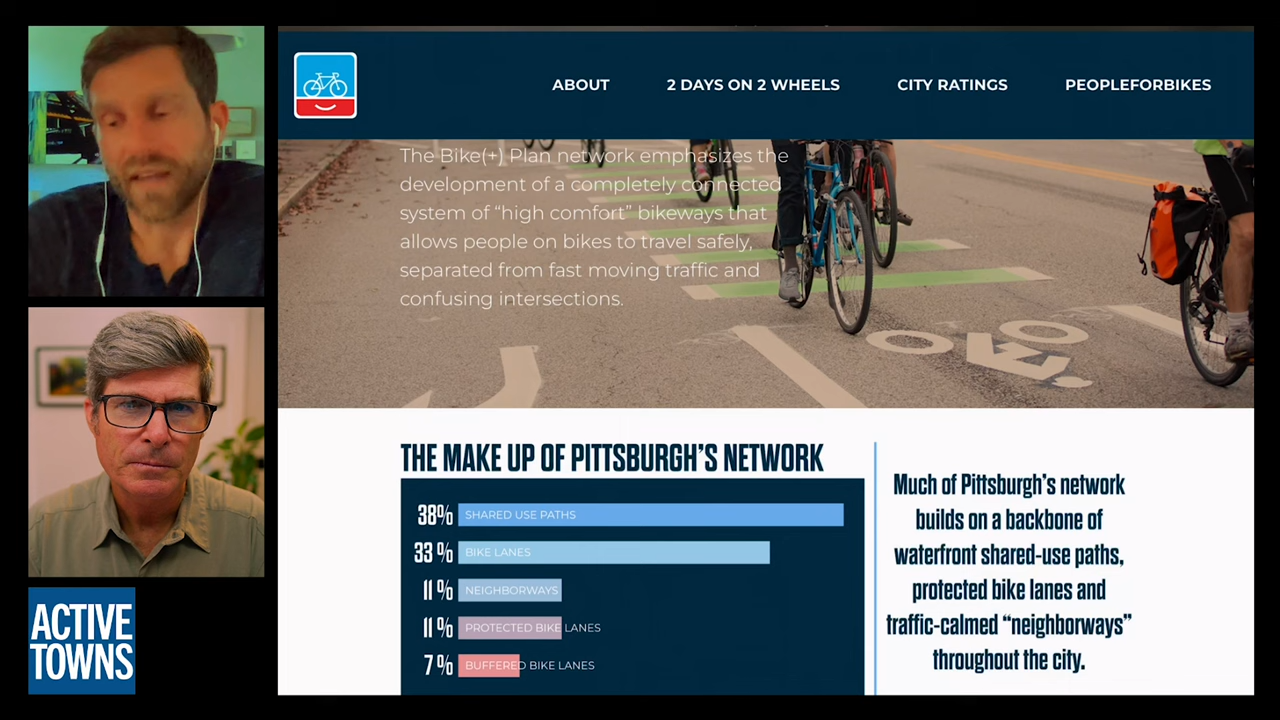 ABOUT
2 DAYS ON 2 WHEELS
CITY RATINGS
PEOPLEFORBIKES
The Bike(+) Plan network emphasizes the
development of a completely connected
system of “high comfort” bikeways that
allows people on bikes to travel safely,
separated from fast moving traffic and
confusing intersections.
THE MAKE UP OF PITTSBURGH’S NETWORK
38% SHARED USE PATHS
33 % BIKE LANES
11 % NEIGHBORWAYS
11 % PROTECTED BIKE LANES
7 % BUFFERED BIKE LANES
Much of Pittsburgh’s network
builds on a backbone of
waterfront shared-use paths,
protected bike lanes and
traffic-calmed “neighborways”
throughout the city.
ACTIVE
TOWNS